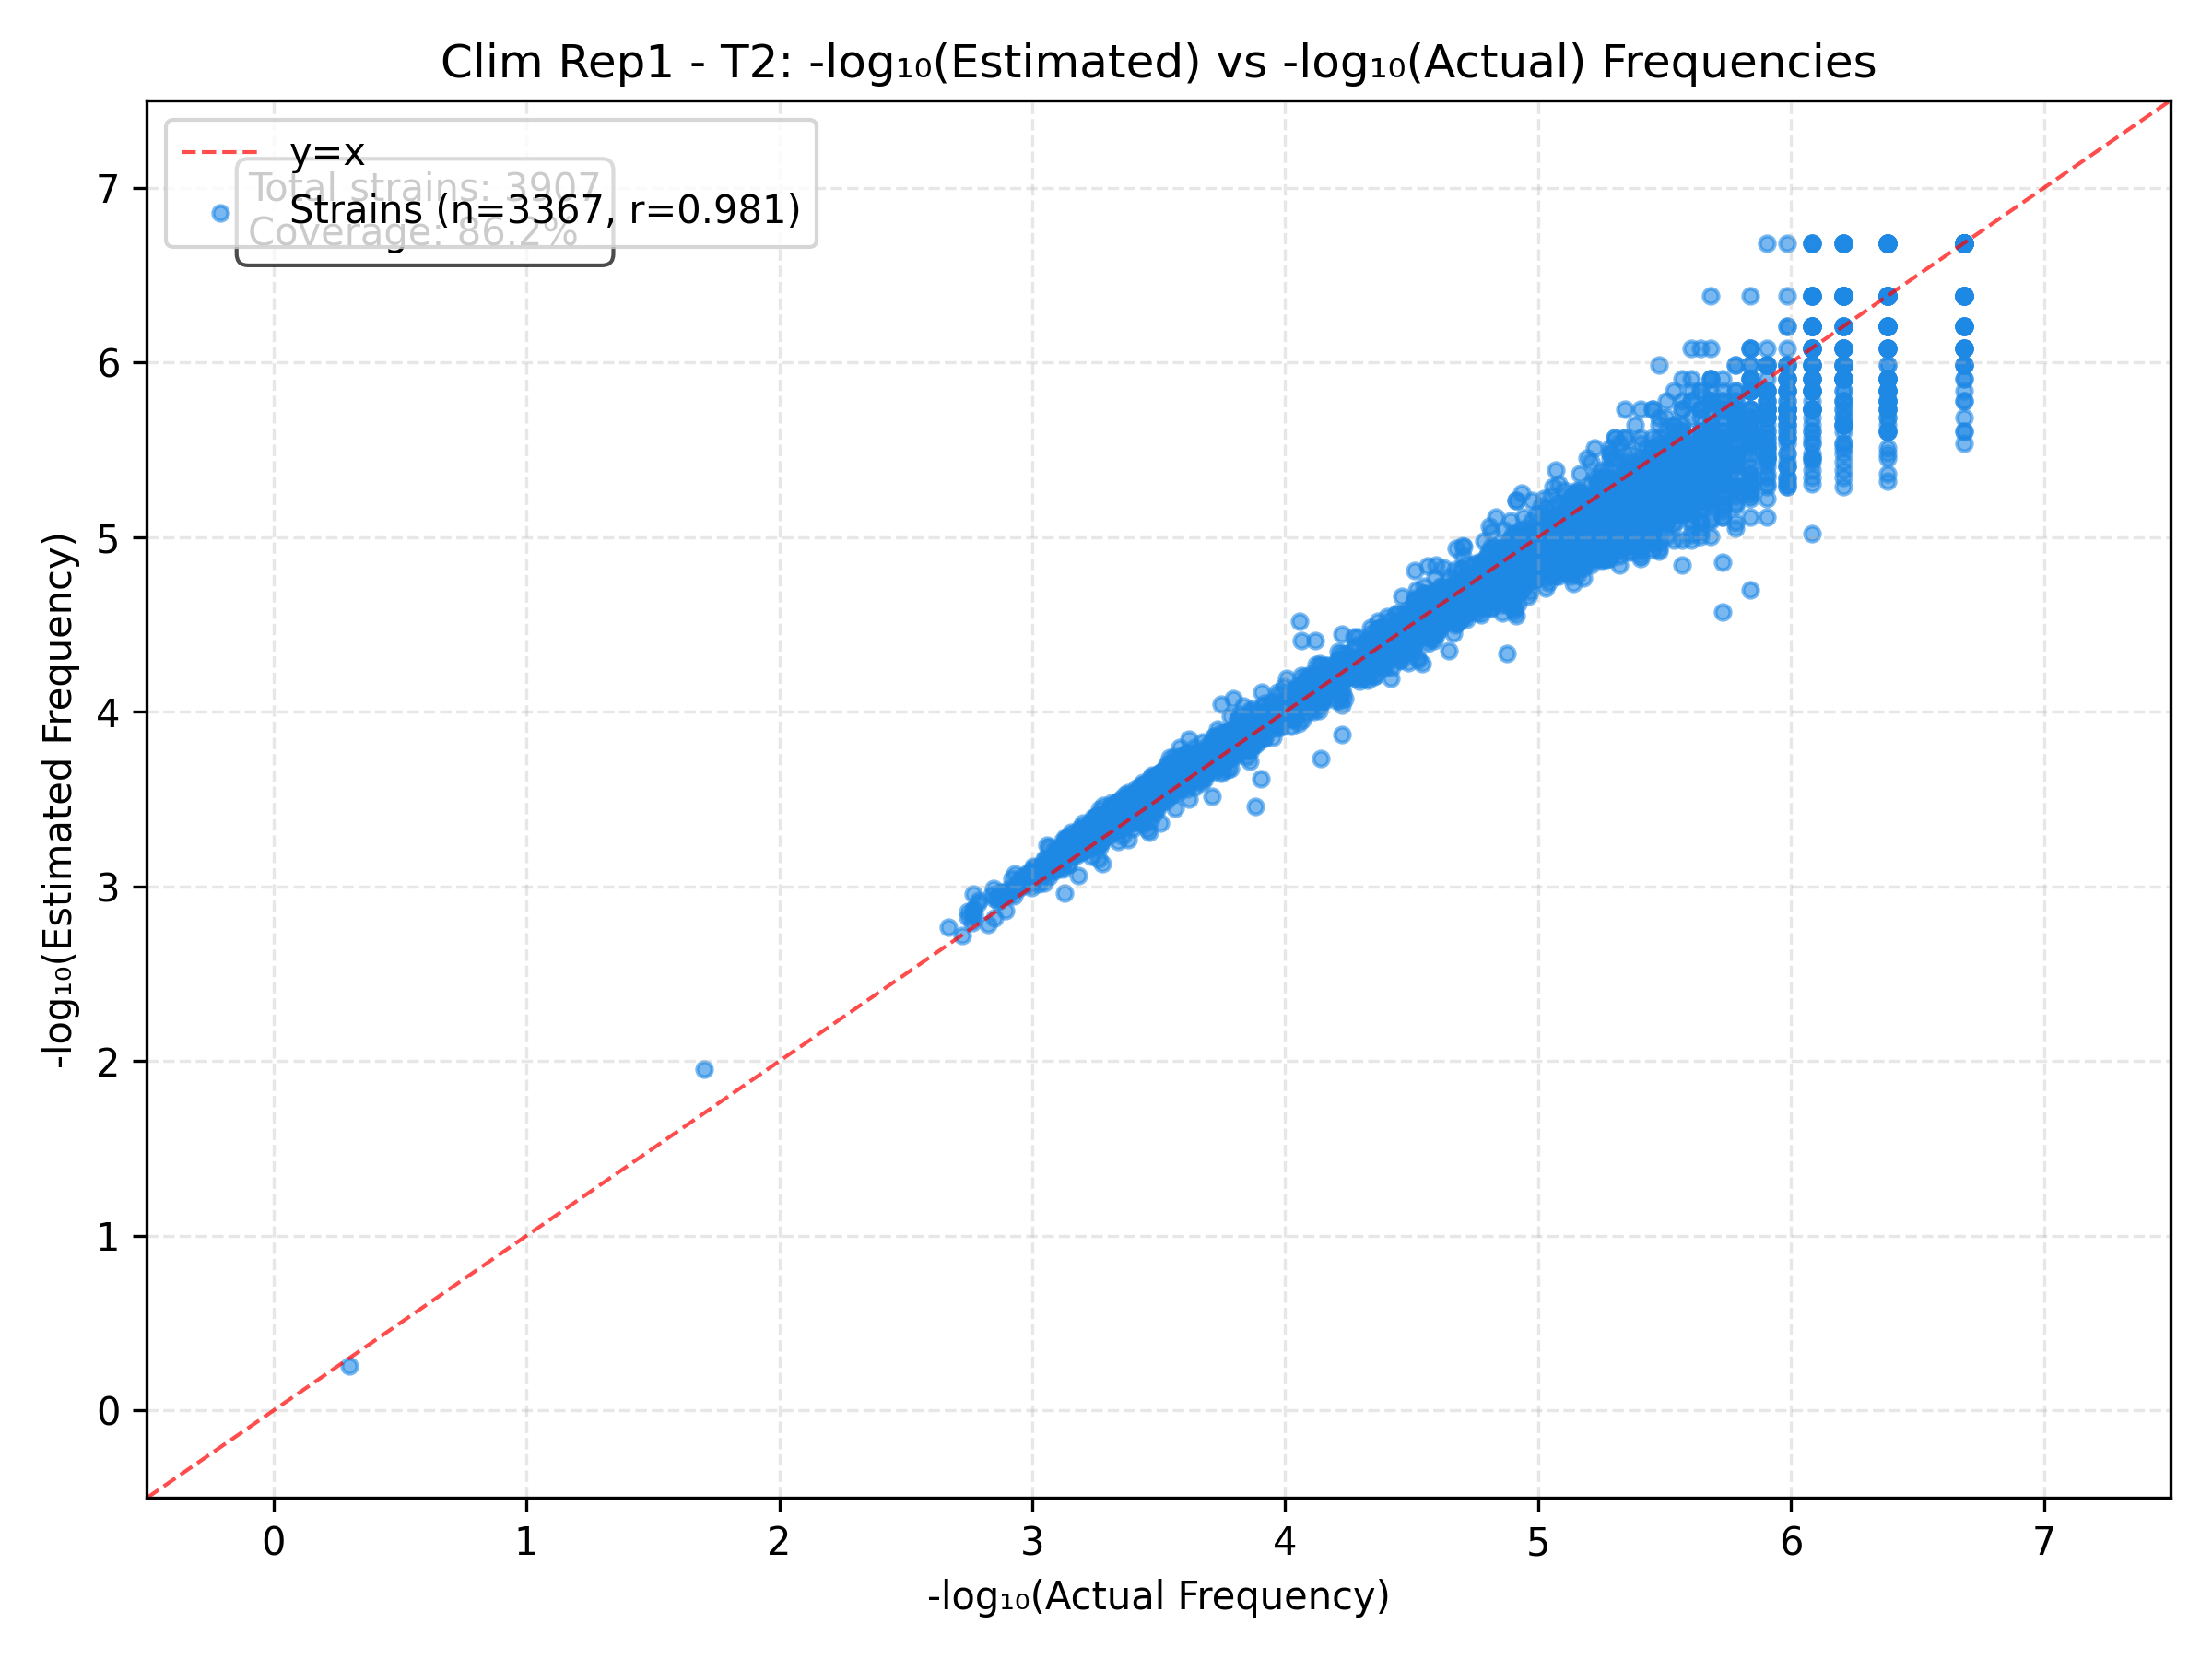 Clim Rep1 - T2: -log₁₀(Estimated) vs -log₁₀(Actual) Frequencies
y=x
Total strains: 3907
Strains (n=3367, r=0.981)
Coverage: 86.2%
7
6
5
4
3
2
1
0
-log₁₀(Estimated Frequency)
0 1 2 3 4 5 6 7
-log₁₀(Actual Frequency)